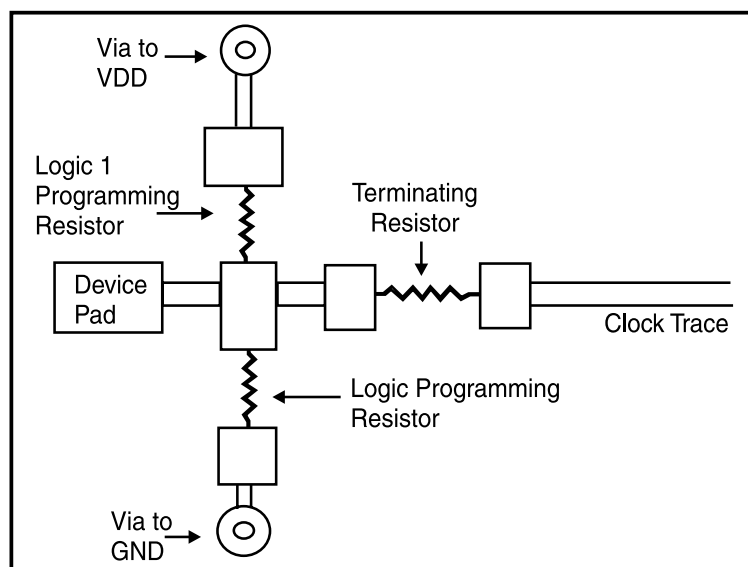 Via to
VDD
Logic 1
Programming
Resistor
Terminating
Resistor
Device
Pad
Clock Trace
Logic Programming
Resistor
Via to
GND